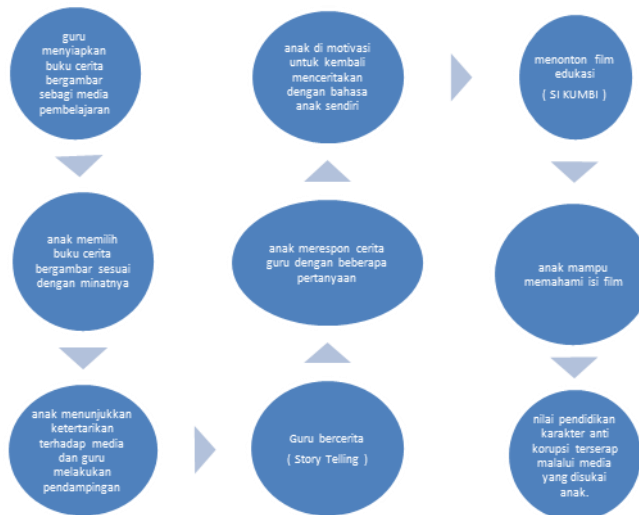 guru
menyiapkan
buku cerita
bergambar
sebagi media
pembelajaran
anak memilih
buku cerita
bergambar sesuai
dengan minatnya
anak menunjukkan
ketertarikan
terhadap media
dan guru
melakukan
pendampingan
Guru bercerita
( Story Telling )
anak merespon cerita
guru dengan beberapa
pertanyaan
anak di motivasi
untuk kembali
menceritakan
dengan bahasa
anak sendiri
menonton film
edukasi
( SI KUMBI )
anak mampu
memahami isi film
nilai pendidikan
karakter anti
korupsi terserap
malalui media
yang disukai
anak.